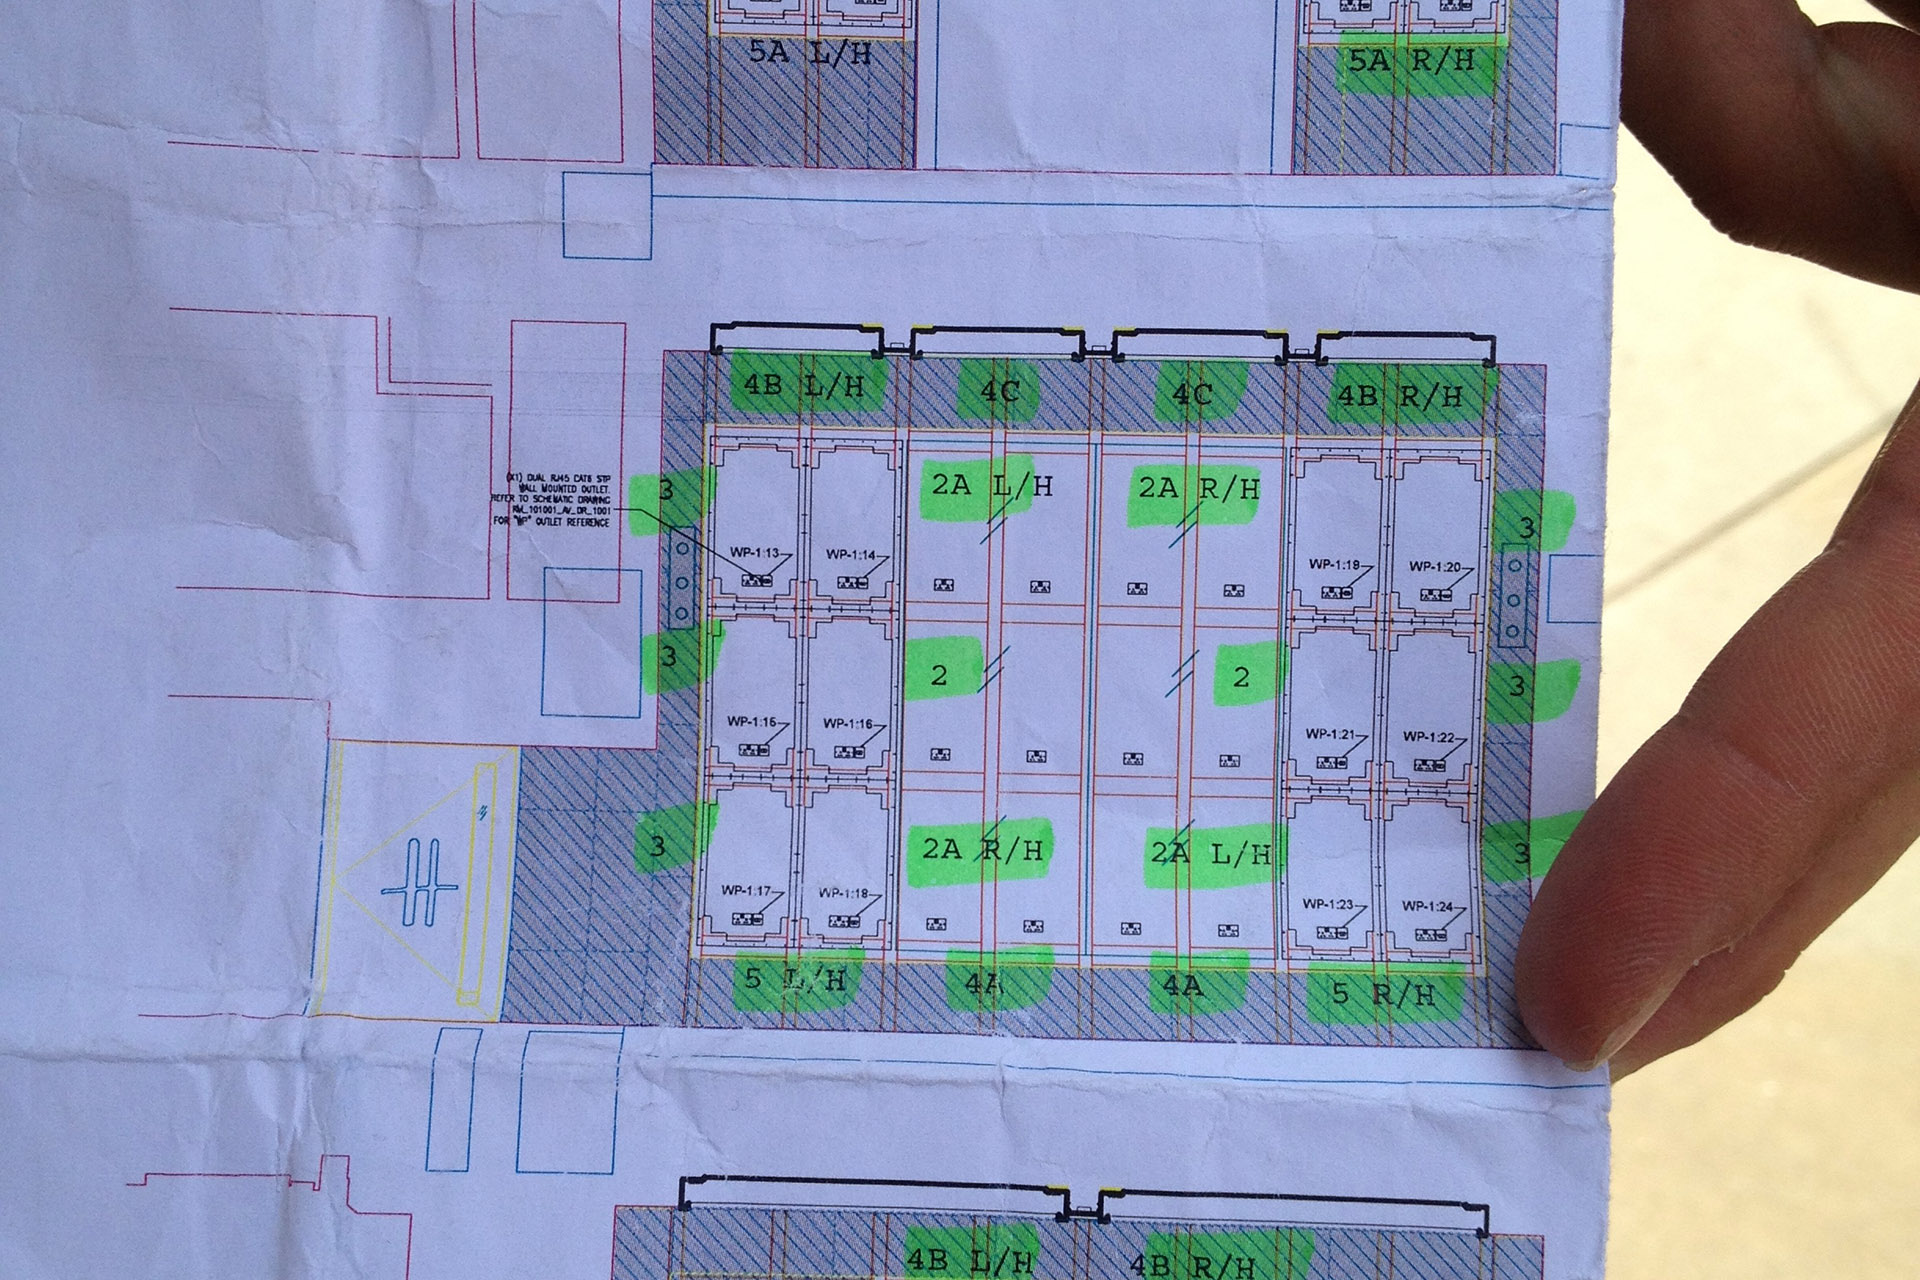 5A L/H
5A R/H
4B L/H
4C
4C
4B R/H
(X1) DUAL RJ45 CAT6 STP
WALL MOUNTED OUTLET.
REFER TO SCHEMATIC DRAWING
RM_101001_AV_DR_1001
FOR "WP" OUTLET REFERENCE
3
2A L/H
2A R/H
3
WP-1:13
WP-1:14
WP-1:19
WP-1:20
3
2
2
3
WP-1:15
WP-1:16
WP-1:21
WP-1:22
3
2A R/H
2A L/H
3
WP-1:17
WP-1:18
WP-1:23
WP-1:24
5 L/H
4A
4A
5 R/H
4B L/H
4B R/H